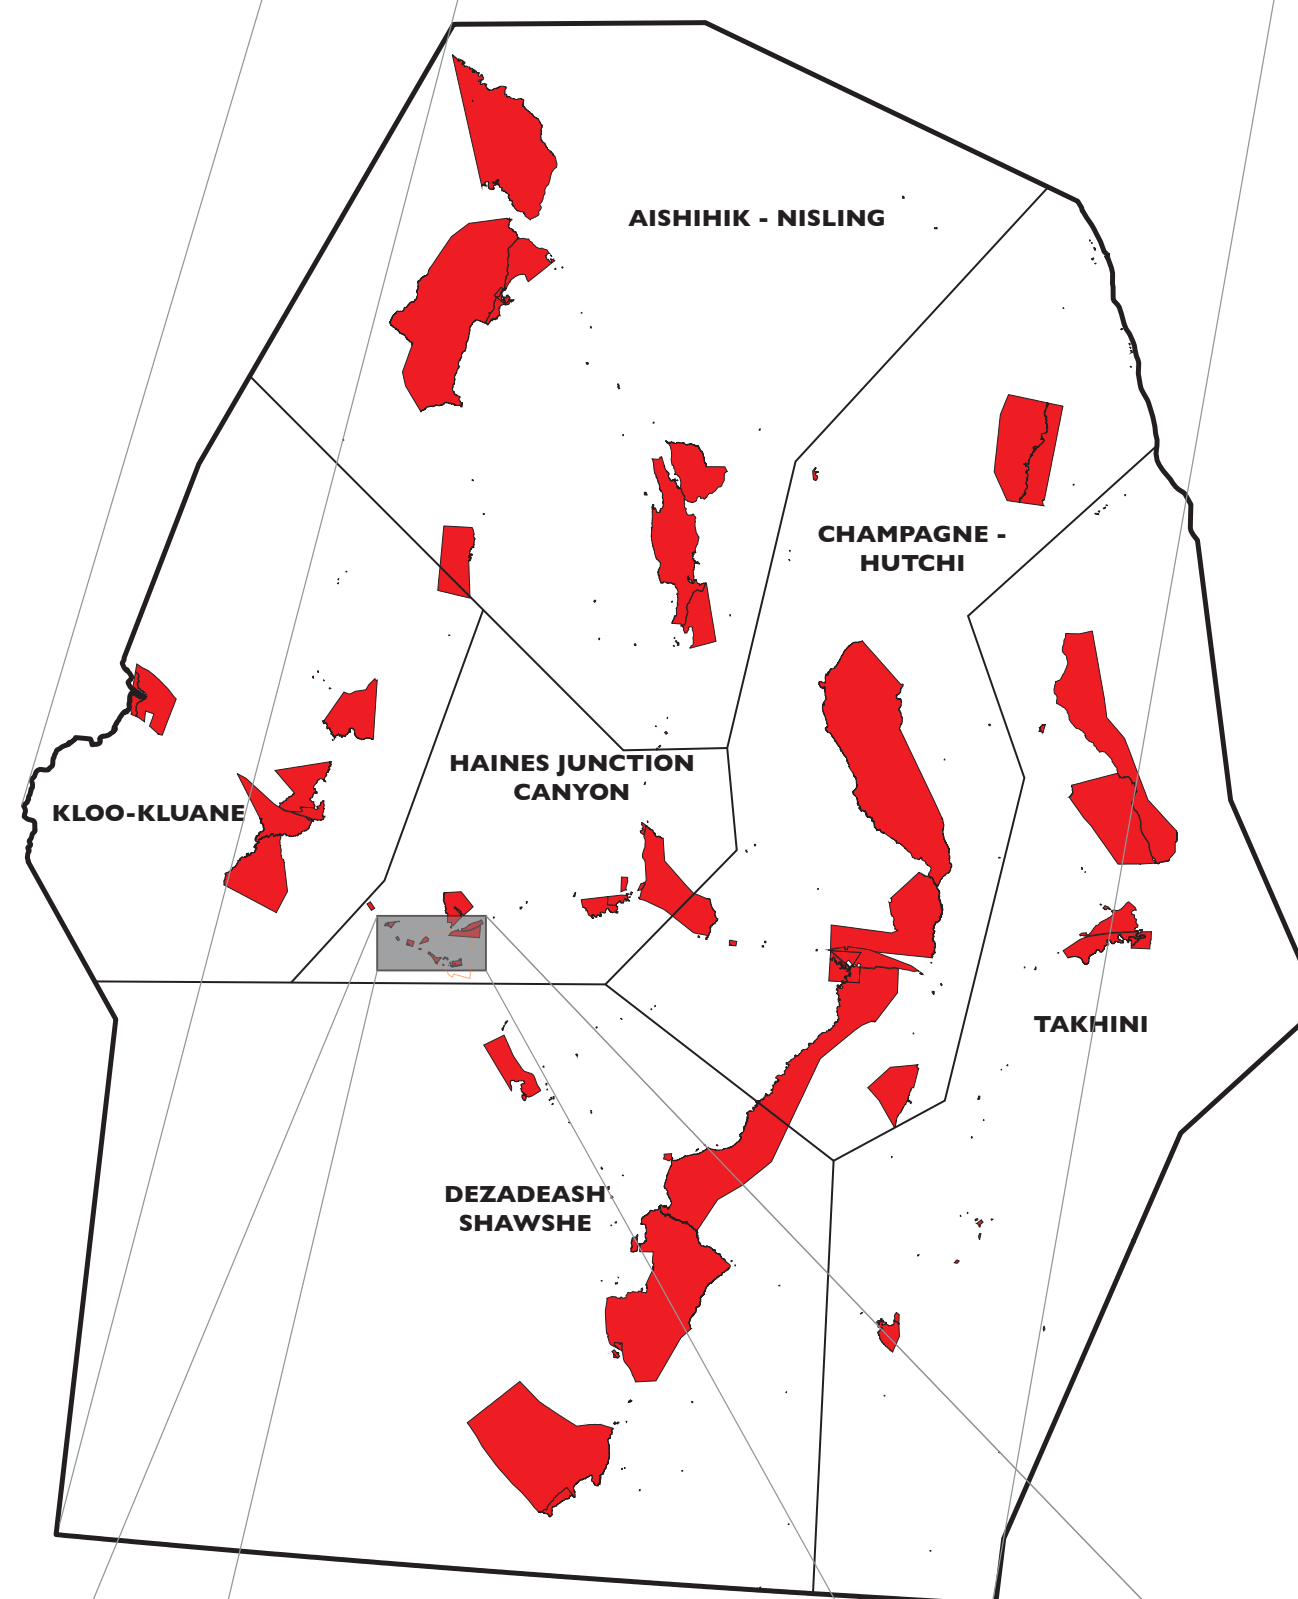 AISHIHIK - NISLING
CHAMPAGNE -
HUTCHI
HAINES JUNCTION
CANYON
KLOO-KLUANE
TAKHINI
DEZADEASH
SHAWSHE